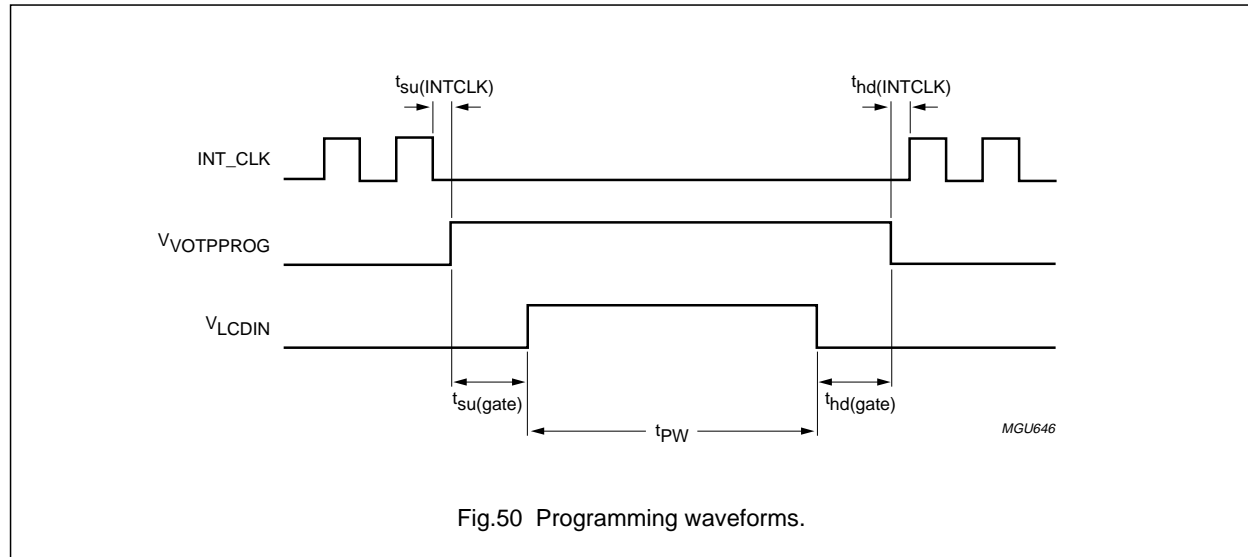 tsu(INTCLK)
thd(INTCLK)
INT_CLK
VVOTPPROG
VLCDIN
tsu(gate)
thd(gate)
tPW
MGU646
Fig.50 Programming waveforms.